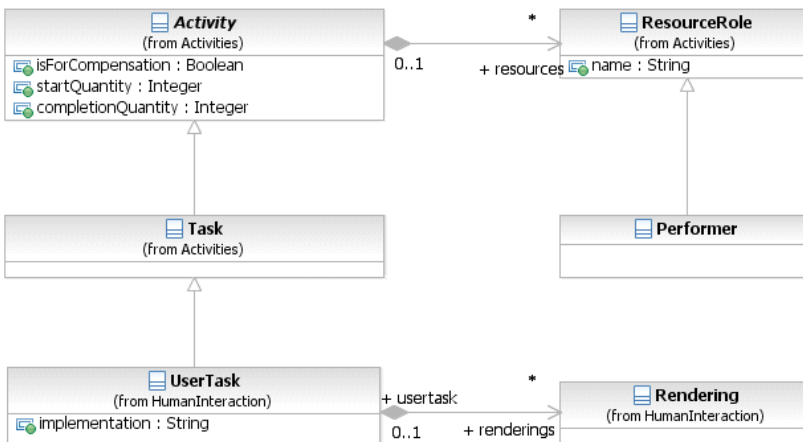 Activity
(from Activities)
isForCompensation : Boolean
startQuantity : Integer
completionQuantity : Integer
*
0..1
+ resources
ResourceRole
(from Activities)
name : String
Task
(from Activities)
Performer
UserTask
(from HumanInteraction)
implementation : String
+ usertask
*
0..1
+ renderings
Rendering
(from HumanInteraction)